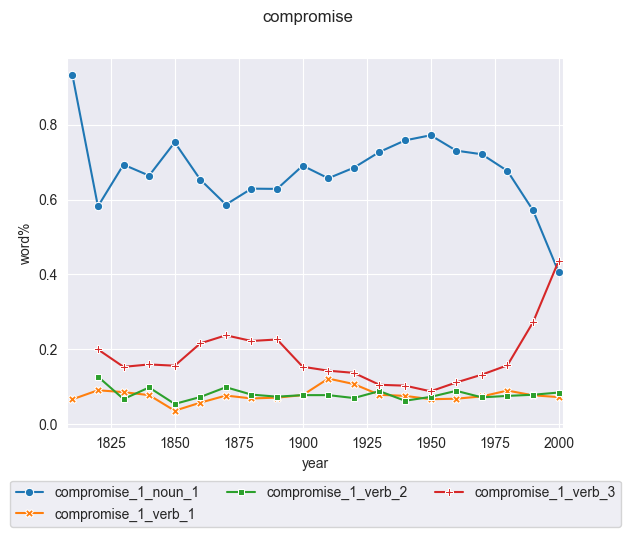 compromise
0.8
0.6
0.4
0.2
0.0
word%
1825 1850 1875 1900 1925 1950 1975 2000
year
compromise_1_noun_1 compromise_1_verb_2 compromise_1_verb_3
compromise_1_verb_1